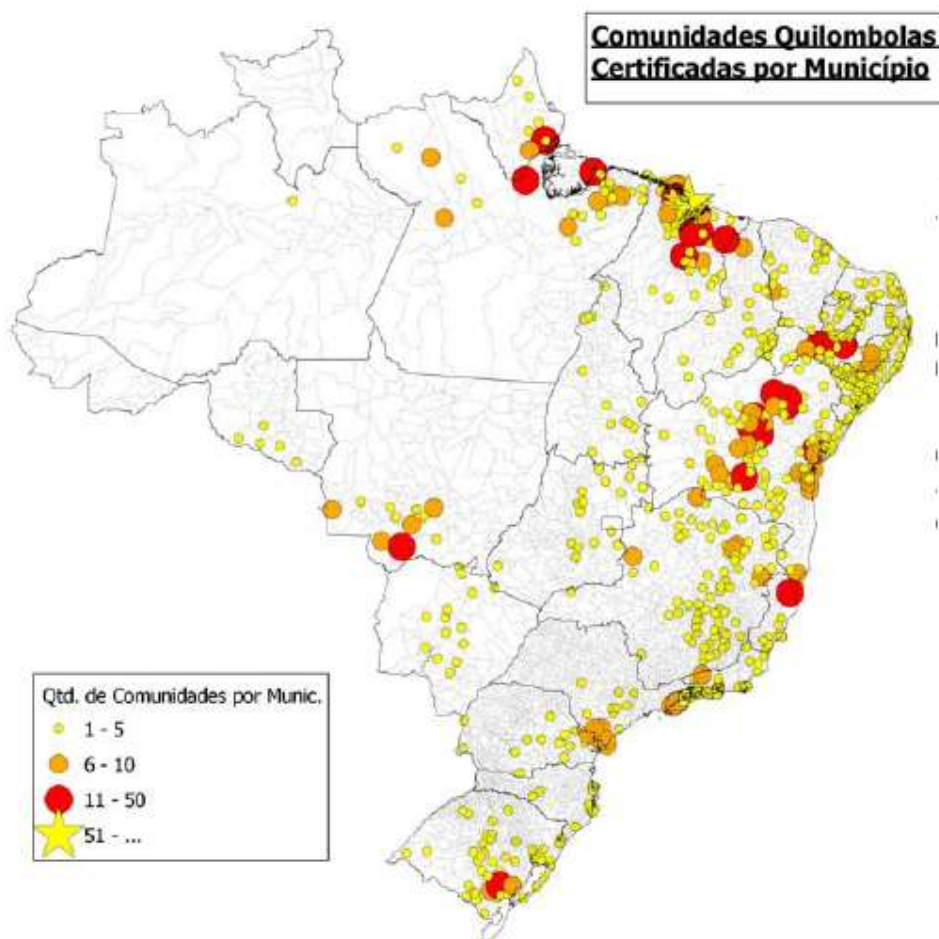 Comunidades Quilombolas
Certificadas por Município
Qtd. de Comunidades por Munic.
1 - 5
6 - 10
11 - 50
51 - ...